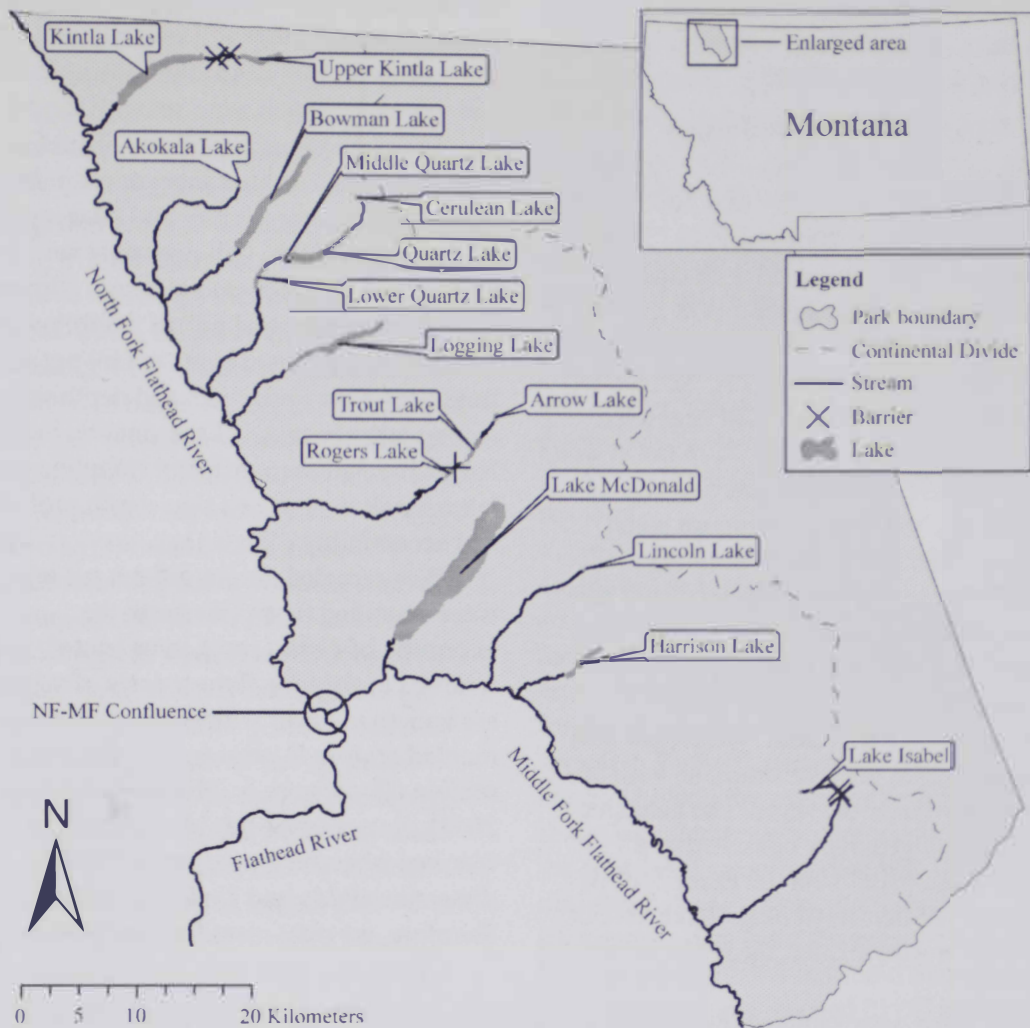 Kintla Lake
Upper Kintla Lake
Bowman Lake
Akokala Lake
Middle Quartz Lake
Cerulean Lake
Quartz Lake
Lower Quartz Lake
Logging Lake
Trout Lake
Arrow Lake
Rogers Lake
Lake McDonald
Lincoln Lake
Harrison Lake
Lake Isabel
North Fork Flathead River
NF-MF Confluence
Middle Fork Flathead River
Flathead River
N
0 5 10 20 Kilometers
Enlarged area
Montana
Legend
Park boundary
Continental Divide
Stream
Barrier
Lake